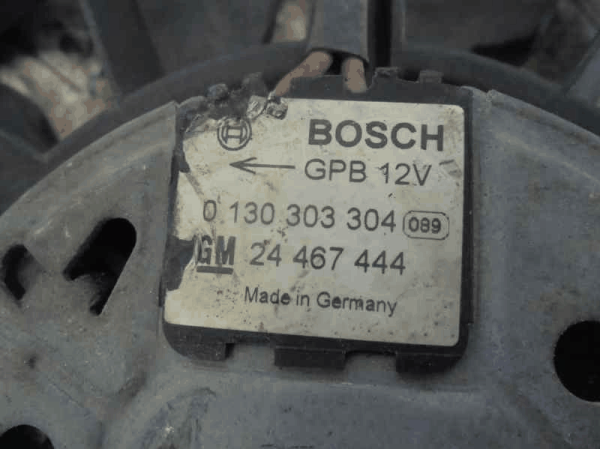 BOSCH
← GPB 12V
0 130 303 304 089
GM 24 467 444
Made in Germany